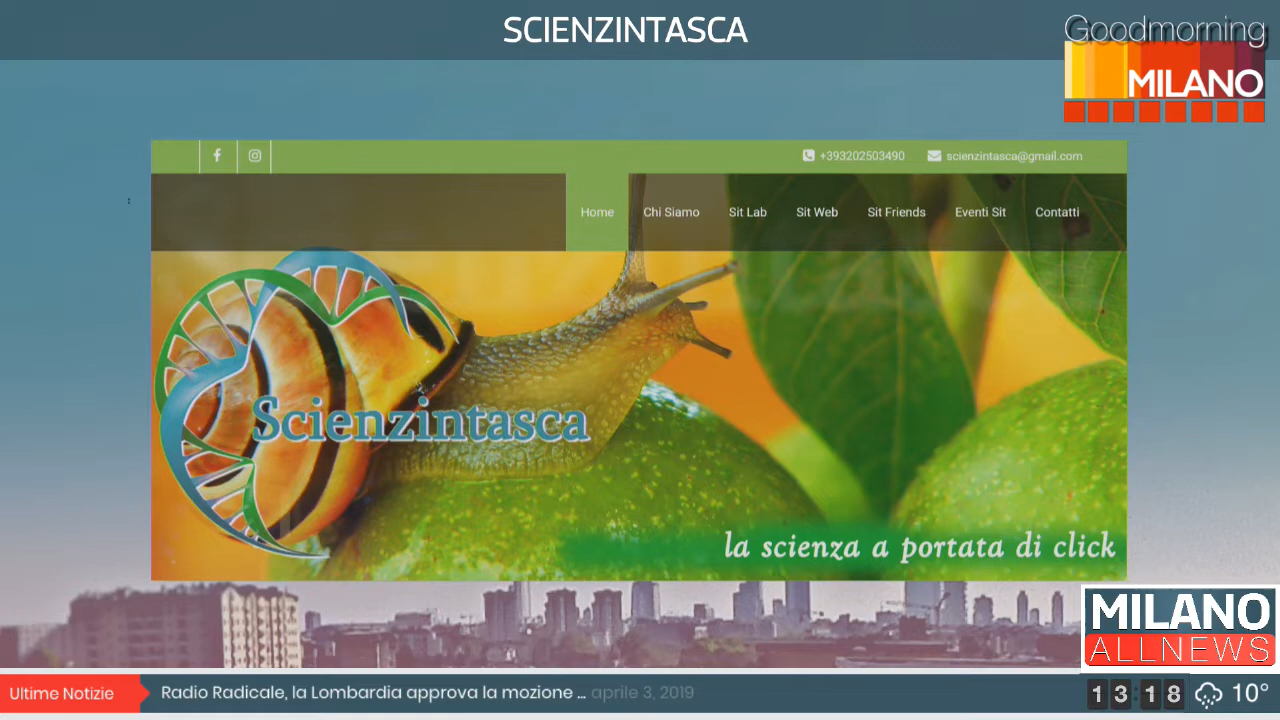 SCIENZINTASCA
Goodmorning
MILANO
+393202503490 scienzintasca@gmail.com
Home Chi Siamo Sit Lab Sit Web Sit Friends Eventi Sit Contatti
Scienzintasca
la scienza a portata di click
MILANO
ALLNEWS
Ultime Notizie Radio Radicale, la Lombardia approva la mozione ... aprile 3, 2019 13:18 10°